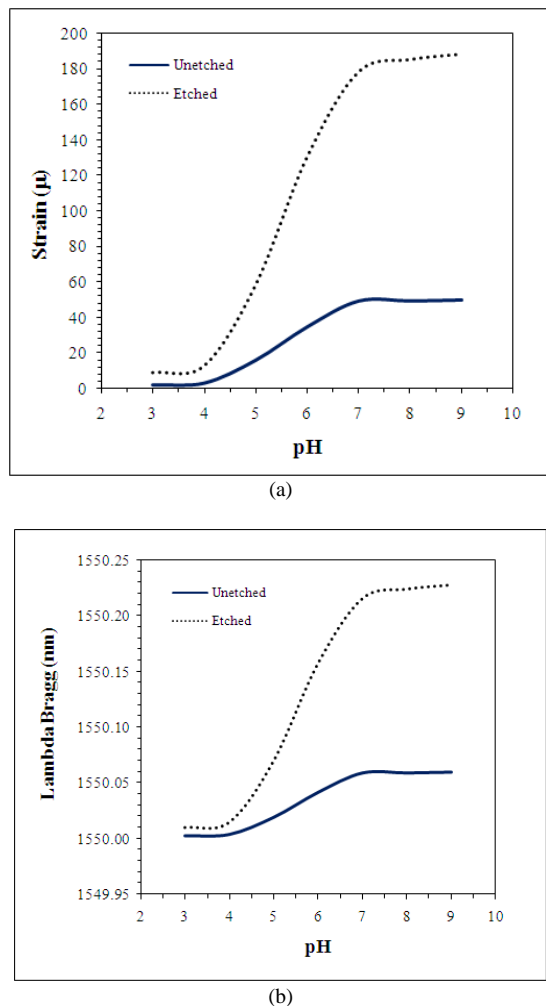 200
180
160
140
120
100
80
60
40
20
0
Strain (µ)
Unetched
Etched
2 3 4 5 6 7 8 9 10
pH
(a)
1550.25
1550.20
1550.15
1550.10
1550.05
1550.00
1549.95
Lambda Bragg (nm)
Unetched
Etched
2 3 4 5 6 7 8 9 10
pH
(b)